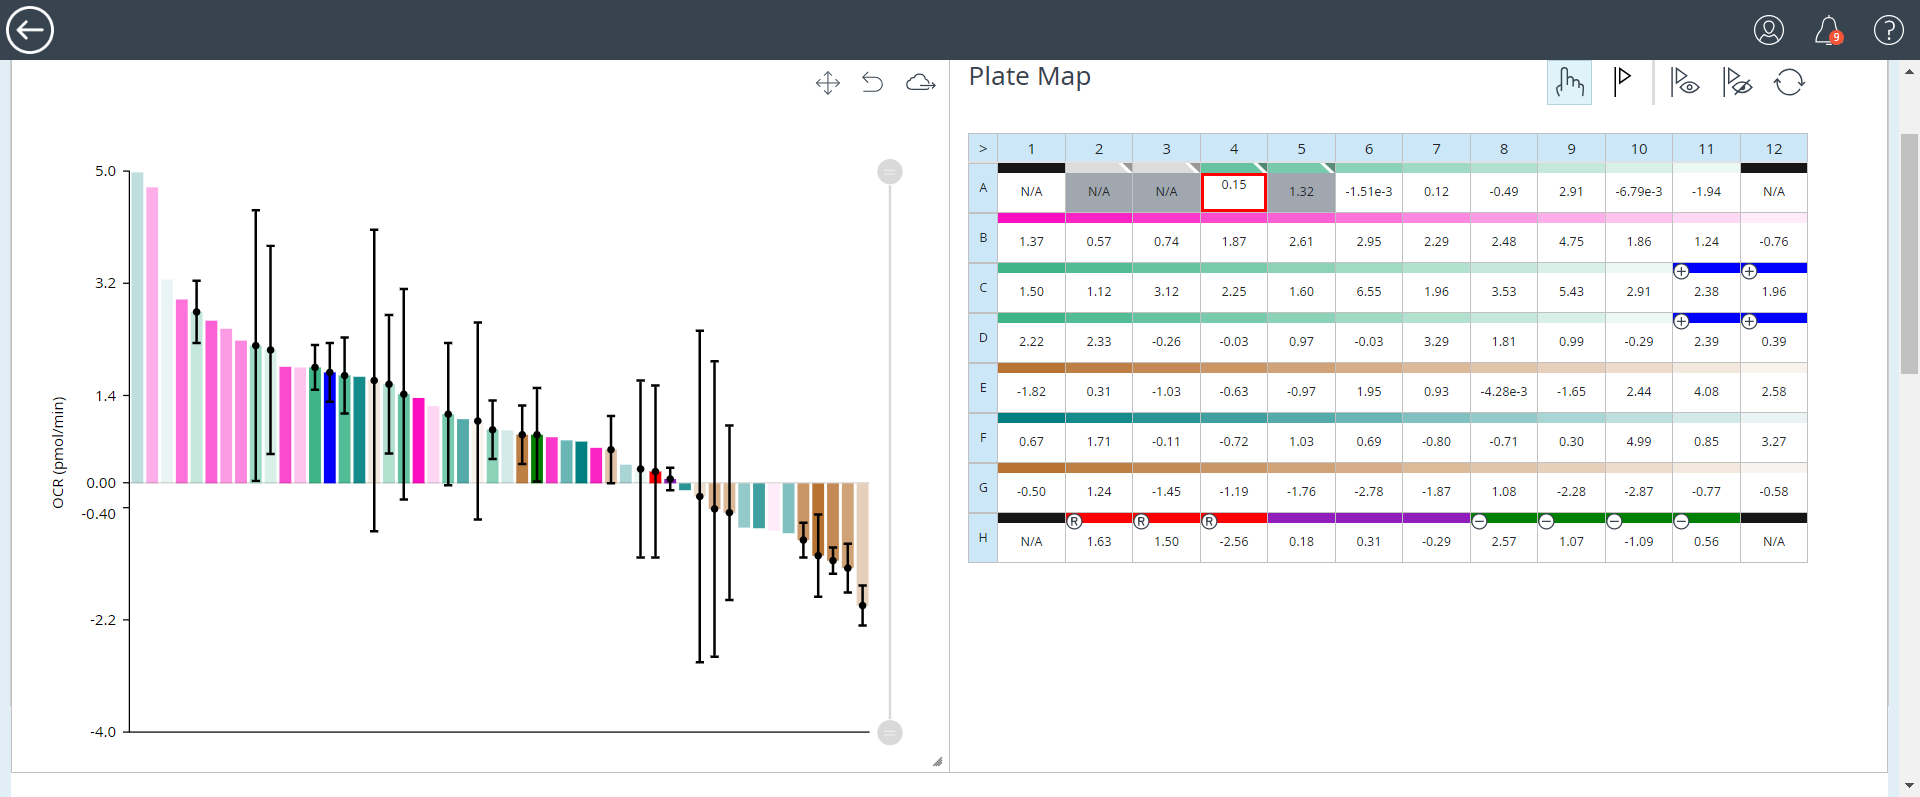 9
?
Plate Map
5.0
3.2
1.4
0.00
-0.40
-2.2
-4.0
OCR (pmol/min)
> 1 2 3 4 5 6 7 8 9 10 11 12
A N/A N/A N/A 0.15 1.32 -1.51e-3 0.12 -0.49 2.91 -6.79e-3 -1.94 N/A
B 1.37 0.57 0.74 1.87 2.61 2.95 2.29 2.48 4.75 1.86 1.24 -0.76
C 1.50 1.12 3.12 2.25 1.60 6.55 1.96 3.53 5.43 2.91 2.38 1.96
D 2.22 2.33 -0.26 -0.03 0.97 -0.03 3.29 1.81 0.99 -0.29 2.39 0.39
E -1.82 0.31 -1.03 -0.63 -0.97 1.95 0.93 -4.28e-3 -1.65 2.44 4.08 2.58
F 0.67 1.71 -0.11 -0.72 1.03 0.69 -0.80 -0.71 0.30 4.99 0.85 3.27
G -0.50 1.24 -1.45 -1.19 -1.76 -2.78 -1.87 1.08 -2.28 -2.87 -0.77 -0.58
R R R
H N/A 1.63 1.50 -2.56 0.18 0.31 -0.29 2.57 1.07 -1.09 0.56 N/A